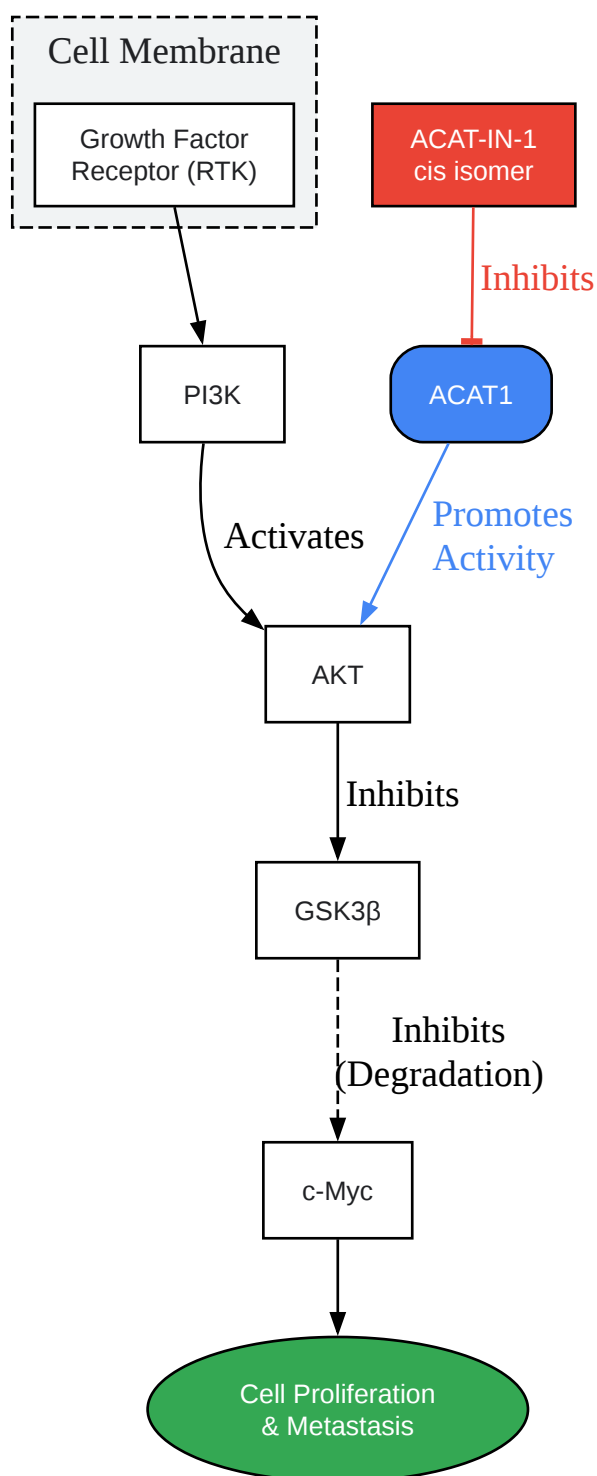 Cell Membrane
Growth Factor
Receptor (RTK)
ACAT-IN-1
cis isomer
Inhibits
PI3K
ACAT1
Activates
Promotes
Activity
AKT
Inhibits
GSK3β
Inhibits
(Degradation)
c-Myc
Cell Proliferation
& Metastasis